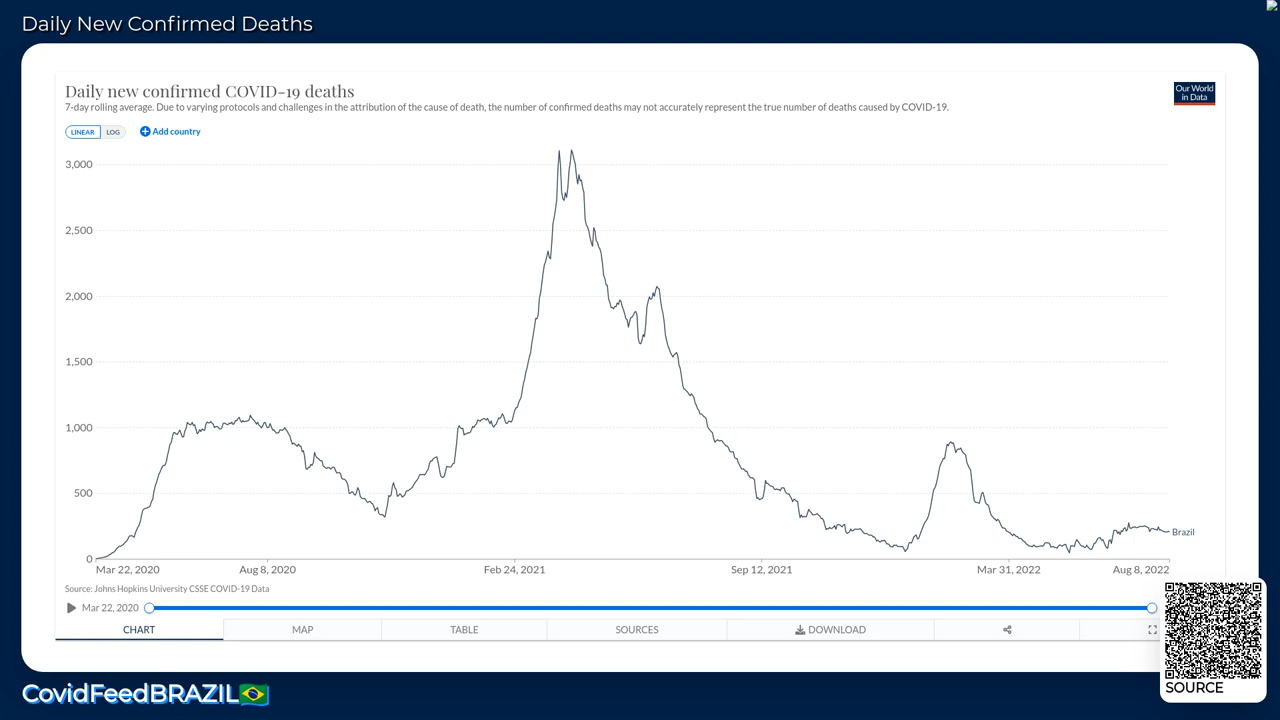 Daily New Confirmed Deaths
Daily new confirmed COVID-19 deaths
7-day rolling average. Due to varying protocols and challenges in the attribution of the cause of death, the number of confirmed deaths may not accurately represent the true number of deaths caused by COVID-19.
Our World
in Data
LINEAR LOG Add country
3,000
2,500
2,000
1,500
1,000
500
0
Brazil
Mar 22, 2020 Aug 8, 2020 Feb 24, 2021 Sep 12, 2021 Mar 31, 2022 Aug 8, 2022
Source: Johns Hopkins University CSSE COVID-19 Data
Mar 22, 2020
CHART MAP TABLE SOURCES DOWNLOAD
SOURCE
CovidFeedBRAZIL